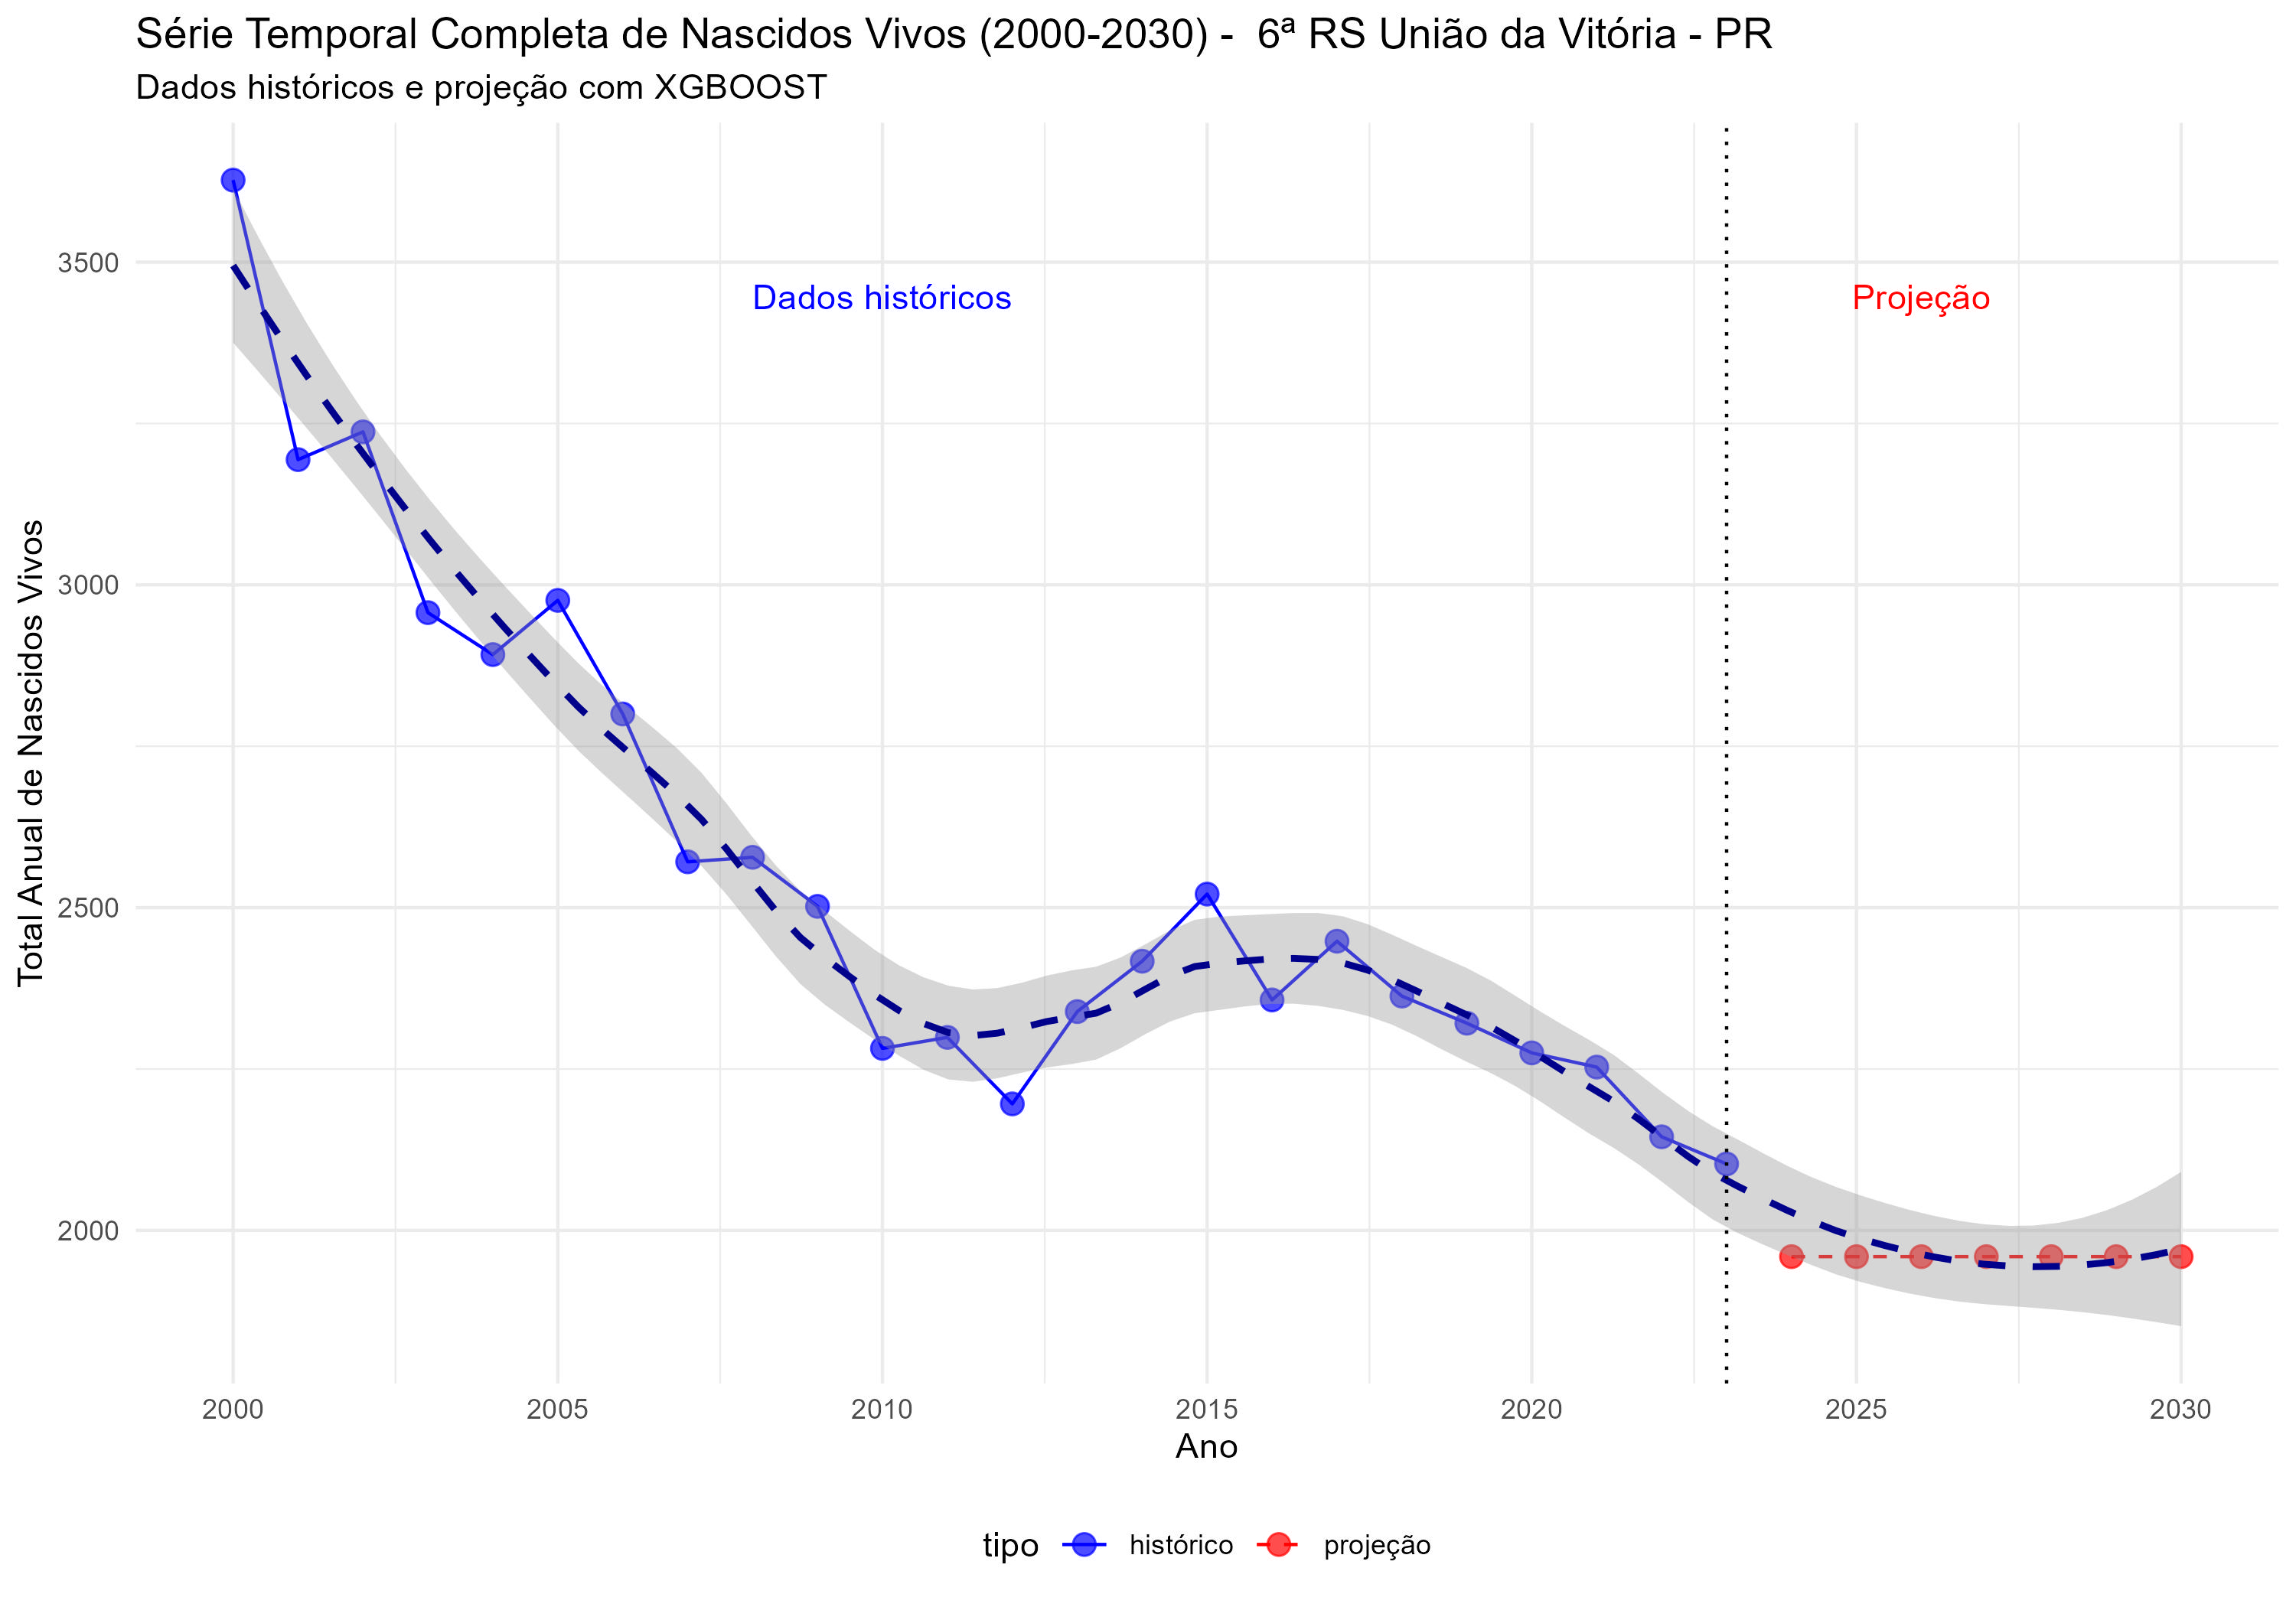 Série Temporal Completa de Nascidos Vivos (2000-2030) -  6ª RS União da Vitória - PR
Dados históricos e projeção com XGBOOST
Total Anual de Nascidos Vivos
3500
3000
2500
2000
Dados históricos
Projeção
2000 2005 2010 2015 2020 2025 2030
Ano
tipo histórico projeção